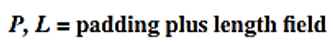 P, L = padding plus length field